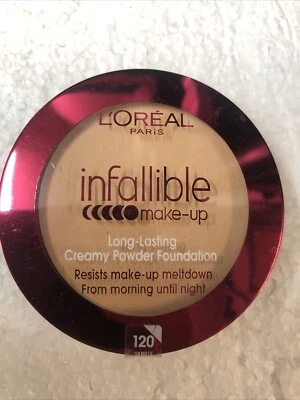 L'ORÉAL
PARIS
infallible
make-up
Long-Lasting
Creamy Powder Foundation
Resists make-up meltdown
From morning until night
120
VANILLE